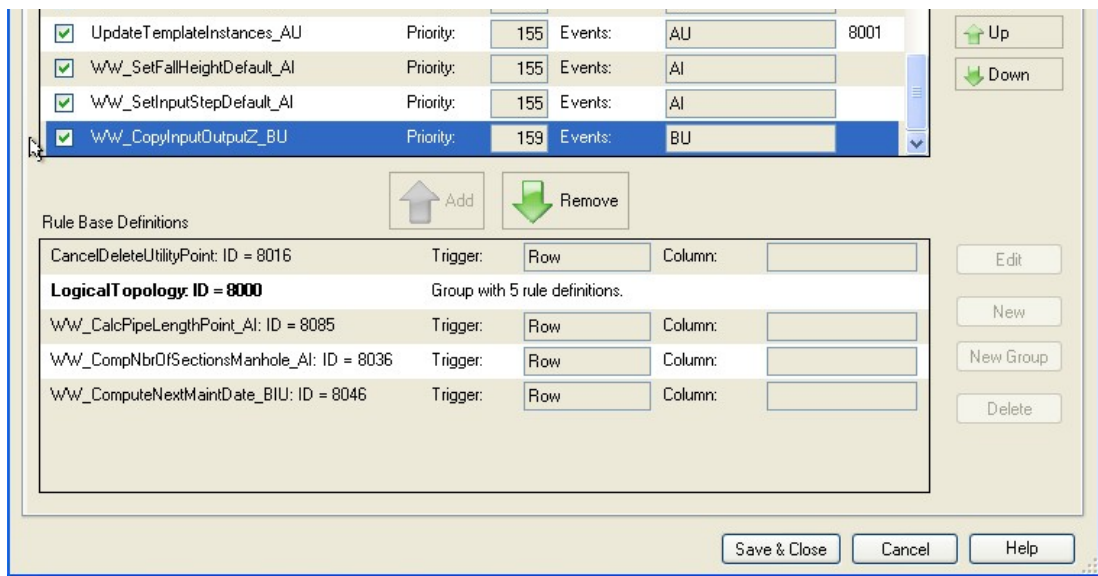 UpdateTemplateInstances_AU Priority: 155 Events: AU 8001
WW_SetFallHeightDefault_AI Priority: 155 Events: AI
WW_SetInputStepDefault_AI Priority: 155 Events: AI
WW_CopyInputOutputZ_BU Priority: 159 Events: BU
Up
Down
Add Remove
Rule Base Definitions
CancelDeleteUtilityPoint: ID = 8016 Trigger: Row Column:
LogicalTopology: ID = 8000 Group with 5 rule definitions.
WW_CalcPipeLengthPoint_AI: ID = 8085 Trigger: Row Column:
WW_CompNbrOfSectionsManhole_AI: ID = 8036 Trigger: Row Column:
WW_ComputeNextMaintDate_BIU: ID = 8046 Trigger: Row Column:
Edit
New
New Group
Delete
Save & Close Cancel Help